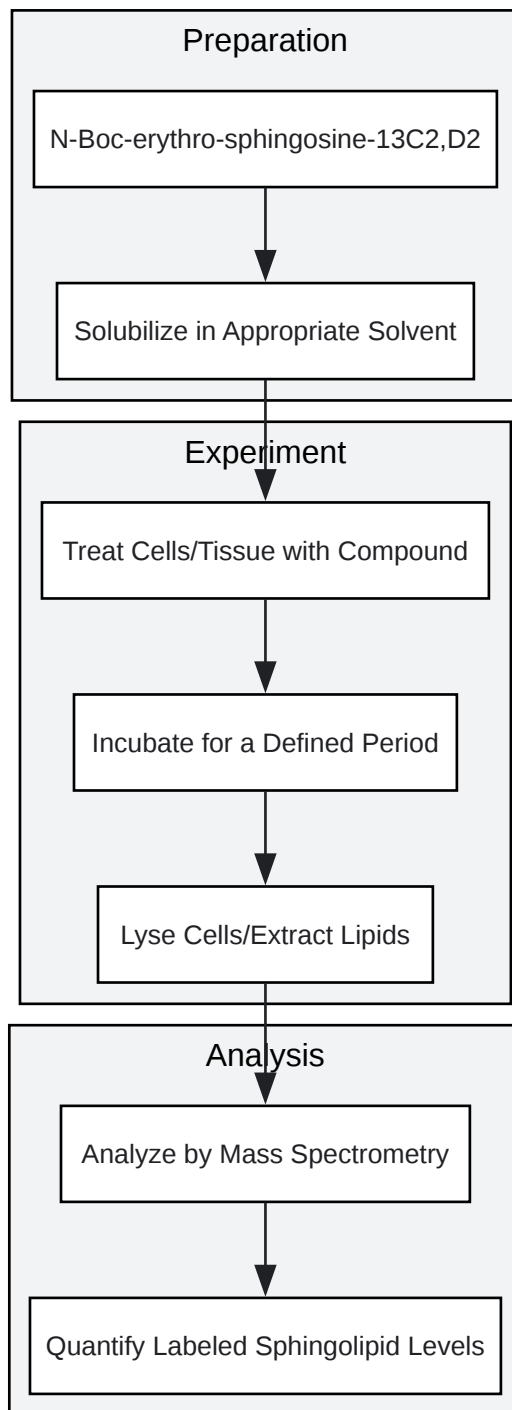 Preparation
N-Boc-erythro-sphingosine-13C2,D2
Solubilize in Appropriate Solvent
Experiment
Treat Cells/Tissue with Compound
Incubate for a Defined Period
Lyse Cells/Extract Lipids
Analysis
Analyze by Mass Spectrometry
Quantify Labeled Sphingolipid Levels